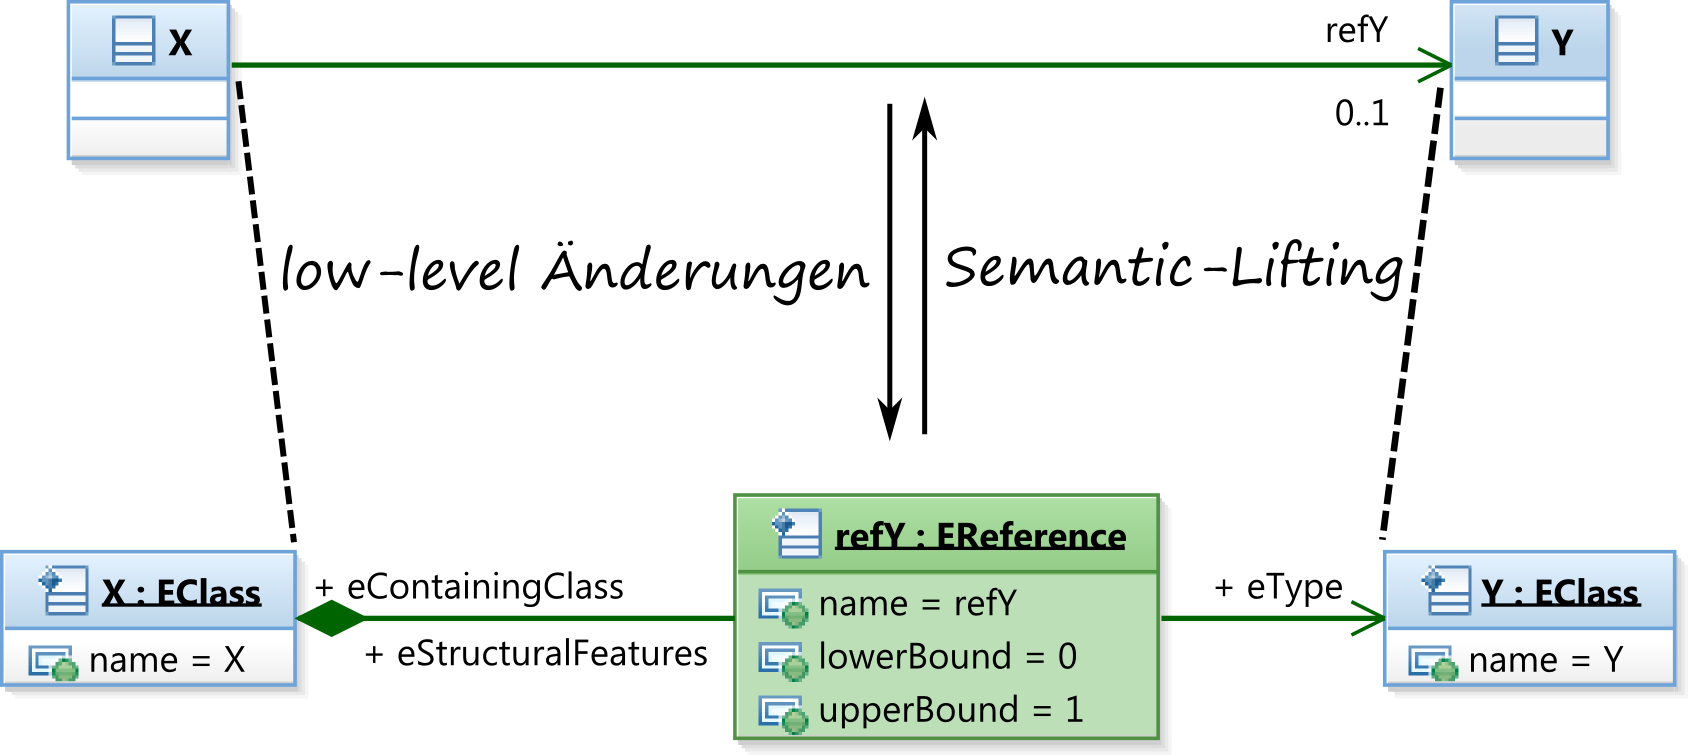 X
refY
Y
0..1
low-level Änderungen
Semantic-Lifting
refY : EReference
X : EClass
+ eContainingClass
name = refY
+ eType
Y : EClass
name = X
+ eStructuralFeatures
lowerBound = 0
name = Y
upperBound = 1